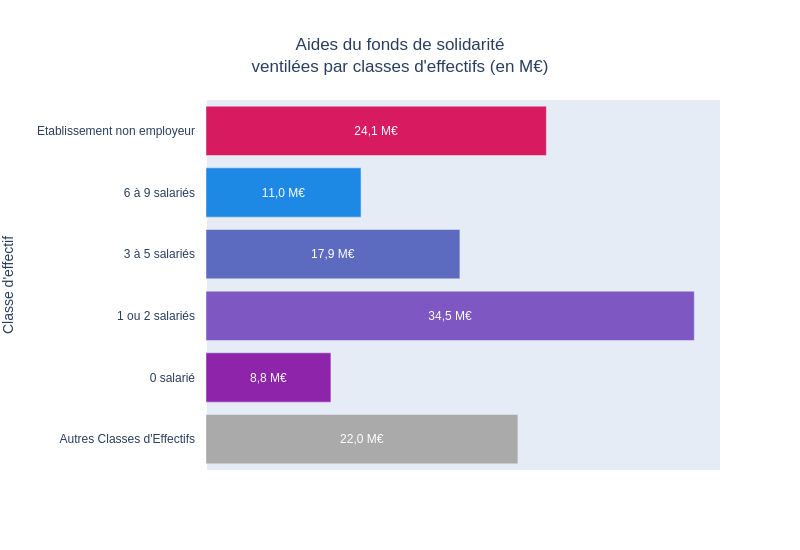 Aides du fonds de solidarité
ventilées par classes d'effectifs (en M€)
Classe d'effectif
Etablissement non employeur
24,1 M€
6 à 9 salariés
11,0 M€
3 à 5 salariés
17,9 M€
1 ou 2 salariés
34,5 M€
0 salarié
8,8 M€
Autres Classes d'Effectifs
22,0 M€